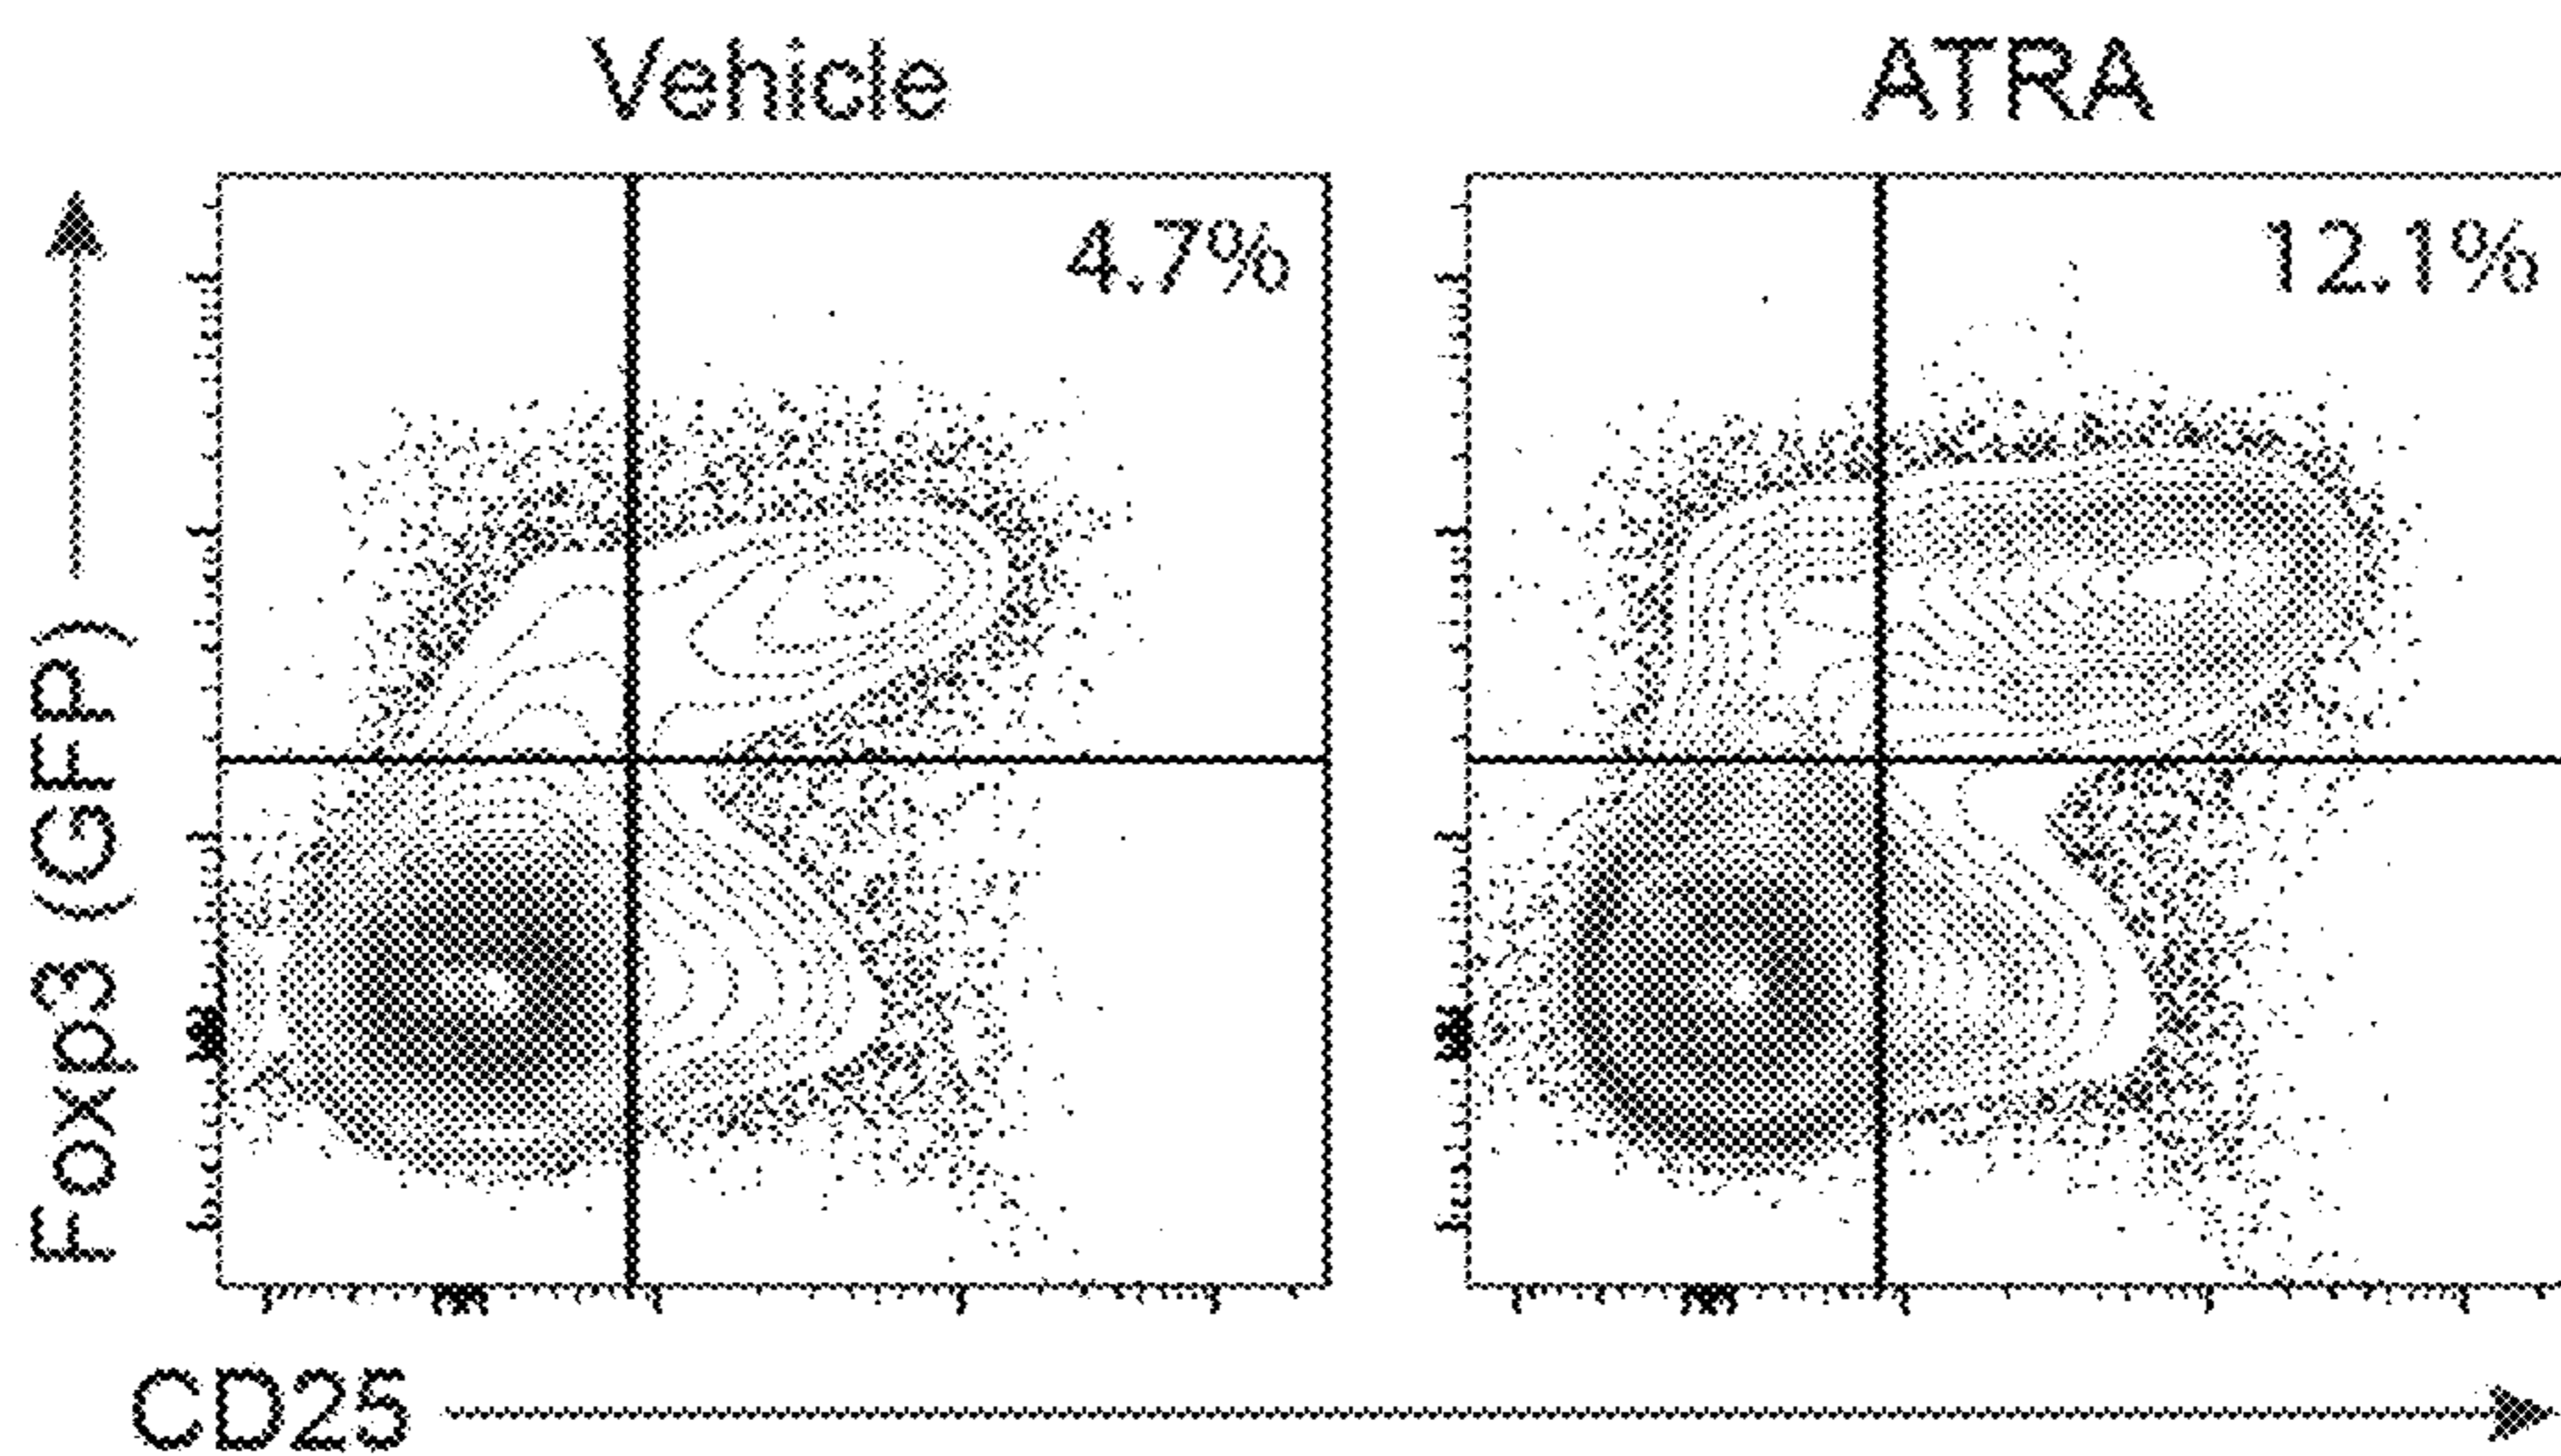 Vehicle
ATRA
4.7%
12.1%
Foxp3 (GFP)
CD25